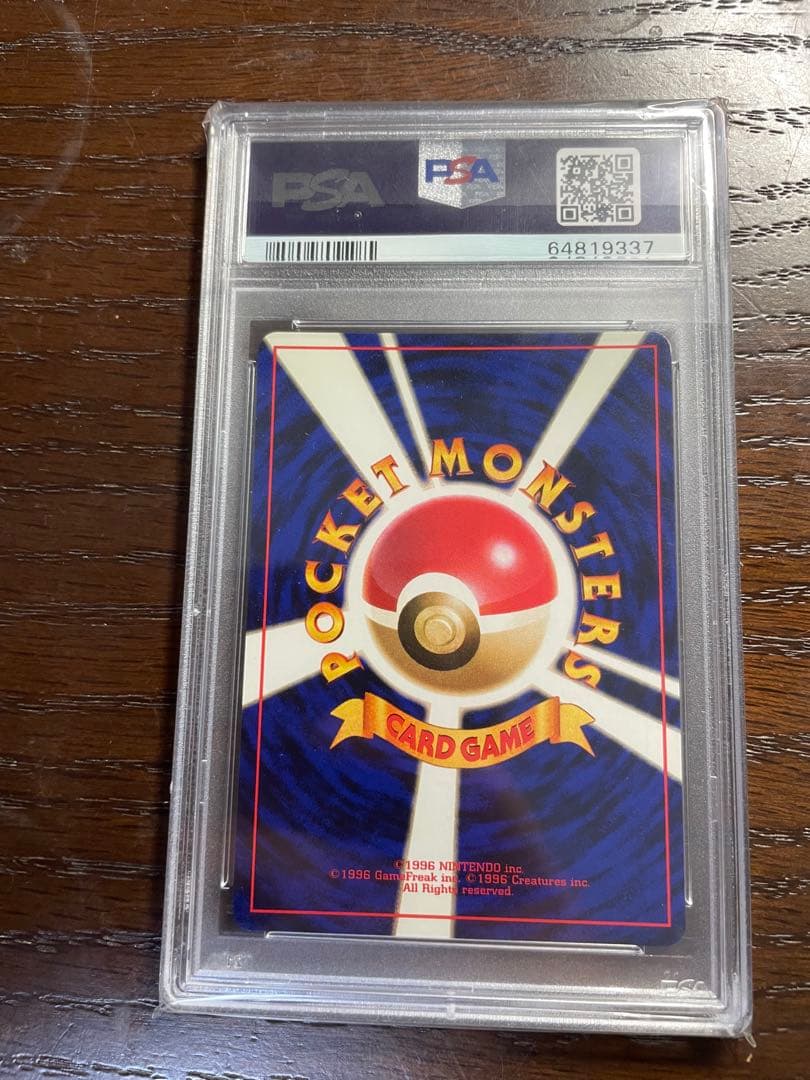 PSA
PSA
64819337
POCKET MONSTERS
CARD GAME
©1996 NINTENDO inc.
©1996 GameFreak inc. ©1996 Creatures inc.
All Rights reserved.